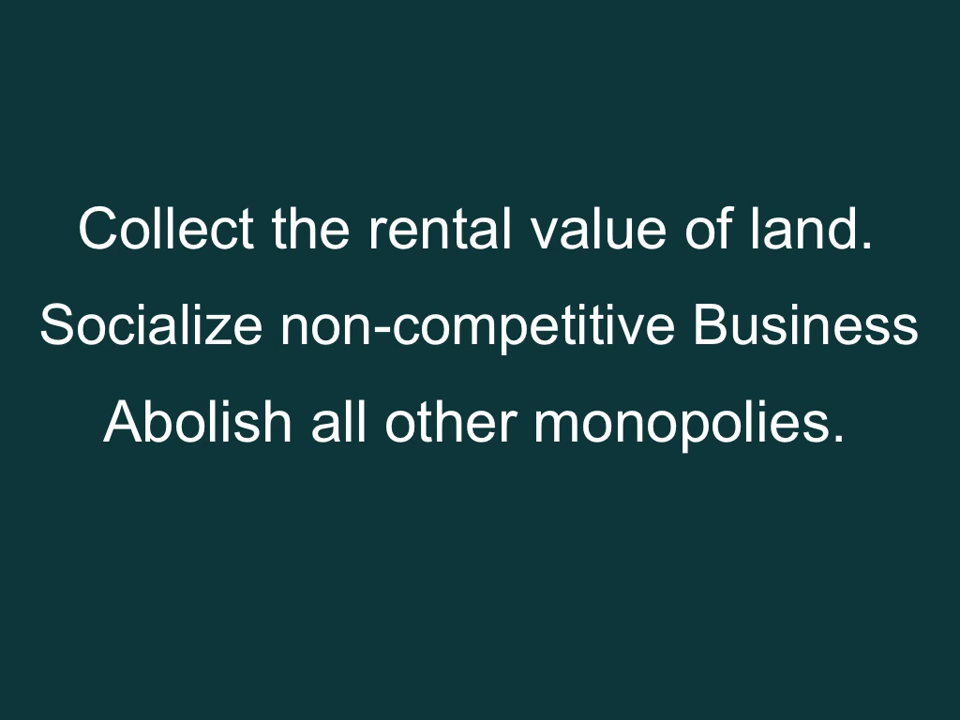 Collect the rental value of land.
Socialize non-competitive Business
Abolish all other monopolies.